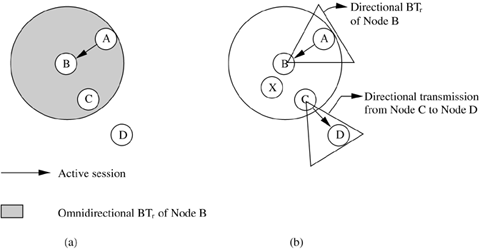 A
B
C
D
Active session
Omnidirectional BTr of Node B
(a)
Directional BTr
of Node B
A
B
X
C
Directional transmission
from Node C to Node D
D
(b)